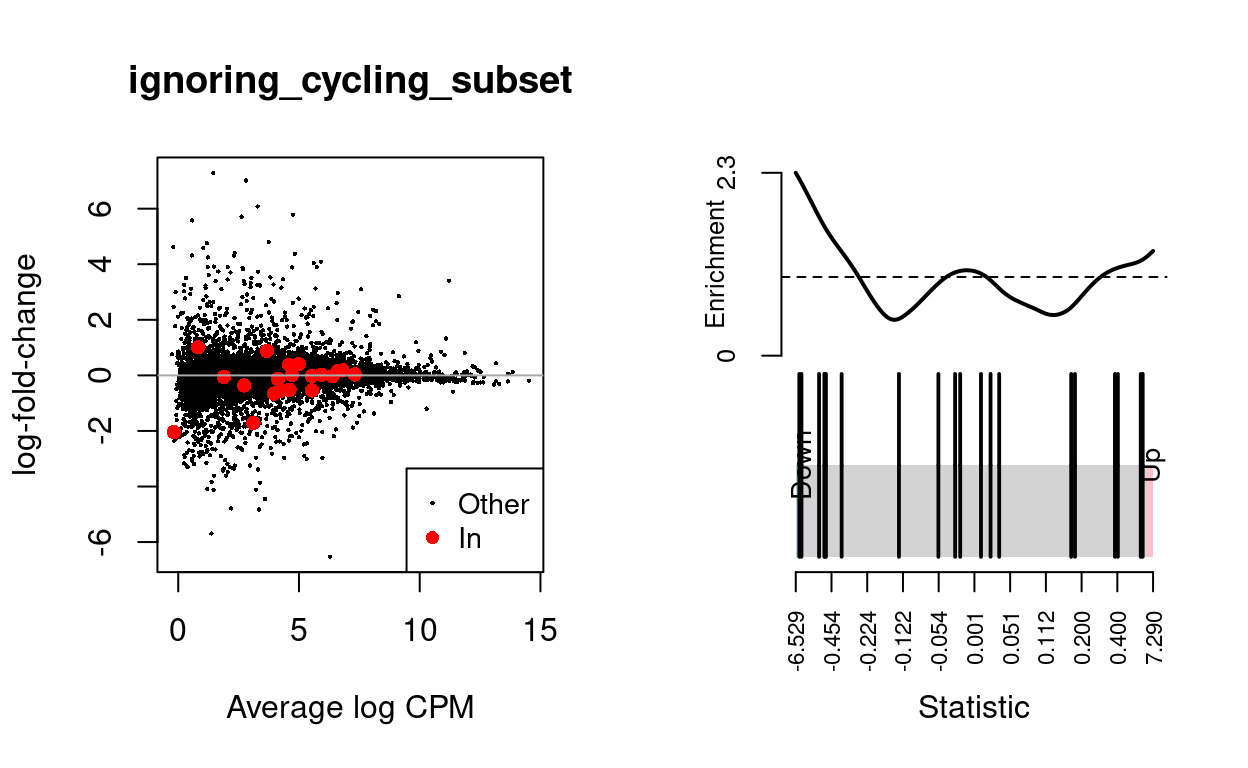 ignoring_cycling_subset
log-fold-change
6
4
2
0
-2
-6
Other
In
0
5
10
15
Average log CPM
Enrichment
2.3
0
Down
Up
-6.529
-0.454
-0.224
-0.122
-0.054
0.001
0.051
0.112
0.200
0.400
7.290
Statistic